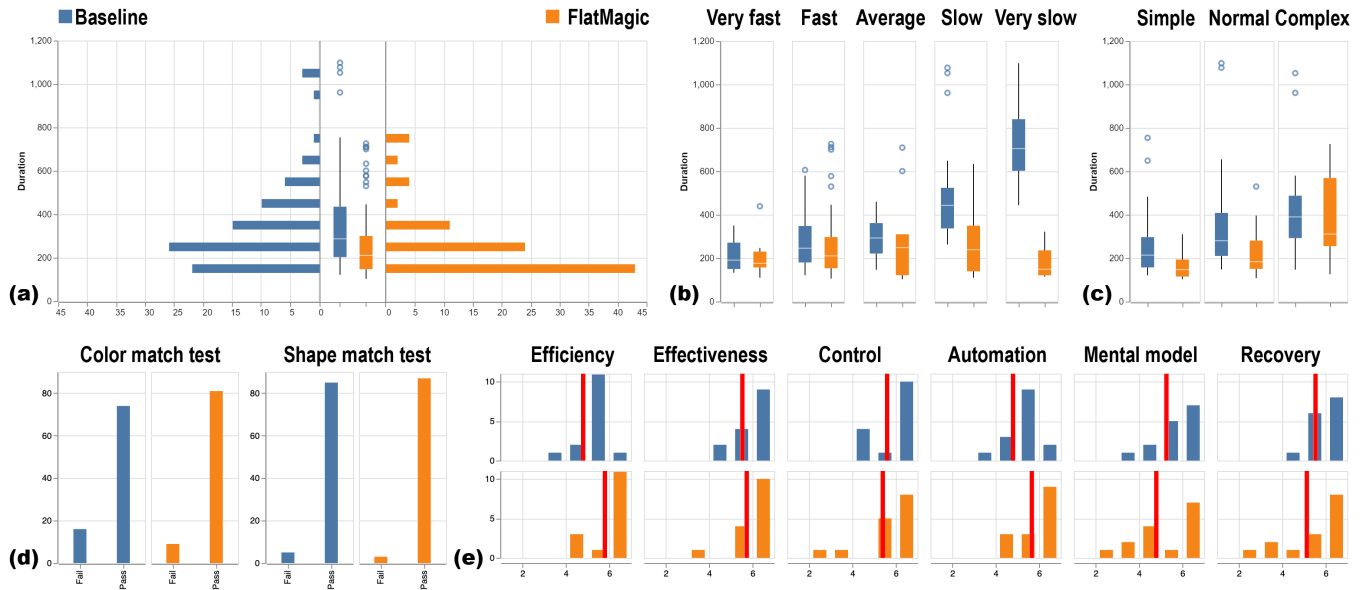 Baseline FlatMagic
Very fast Fast Average Slow Very slow
Simple Normal Complex
1,200 1,000 800 600 400 200 0
Duration
45 40 35 30 25 20 15 10 5 0
0 5 10 15 20 25 30 35 40 45
(a)
1,200 1,000 800 600 400 200 0
Duration
(b)
1,200 1,000 800 600 400 200 0
Duration
(c)
Color match test Shape match test
80 60 40 20 0
Fail Pass Fail Pass
80 60 40 20 0
Fail Pass Fail Pass
(d)
Efficiency Effectiveness Control Automation Mental model Recovery
10 5 0
10 5 0
2 4 6 2 4 6 2 4 6 2 4 6 2 4 6 2 4 6
(e)